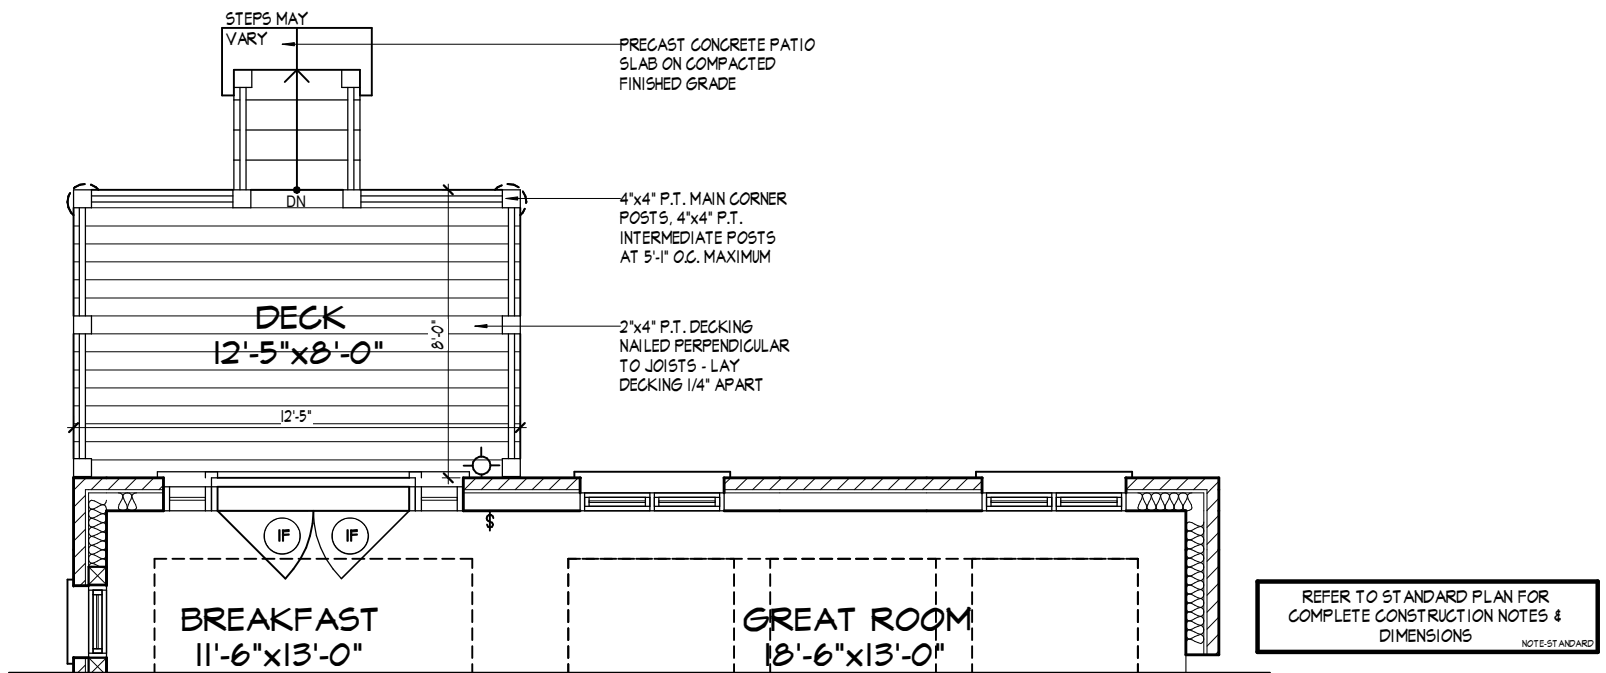 STEPS MAY
VARY
PRECAST CONCRETE PATIO
SLAB ON COMPACTED
FINISHED GRADE
DN
4"x4" P.T. MAIN CORNER
POSTS, 4"x4" P.T.
INTERMEDIATE POSTS
AT 5'-1" O.C. MAXIMUM
DECK
12'-5"x8'-0"
8'-0"
2"x4" P.T. DECKING
NAILED PERPENDICULAR
TO JOISTS - LAY
DECKING 1/4" APART
12'-5"
$
IF
IF
BREAKFAST
11'-6"x13'-0"
GREAT ROOM
18'-6"x13'-0"
REFER TO STANDARD PLAN FOR
COMPLETE CONSTRUCTION NOTES &
DIMENSIONS
NOTE-STANDARD